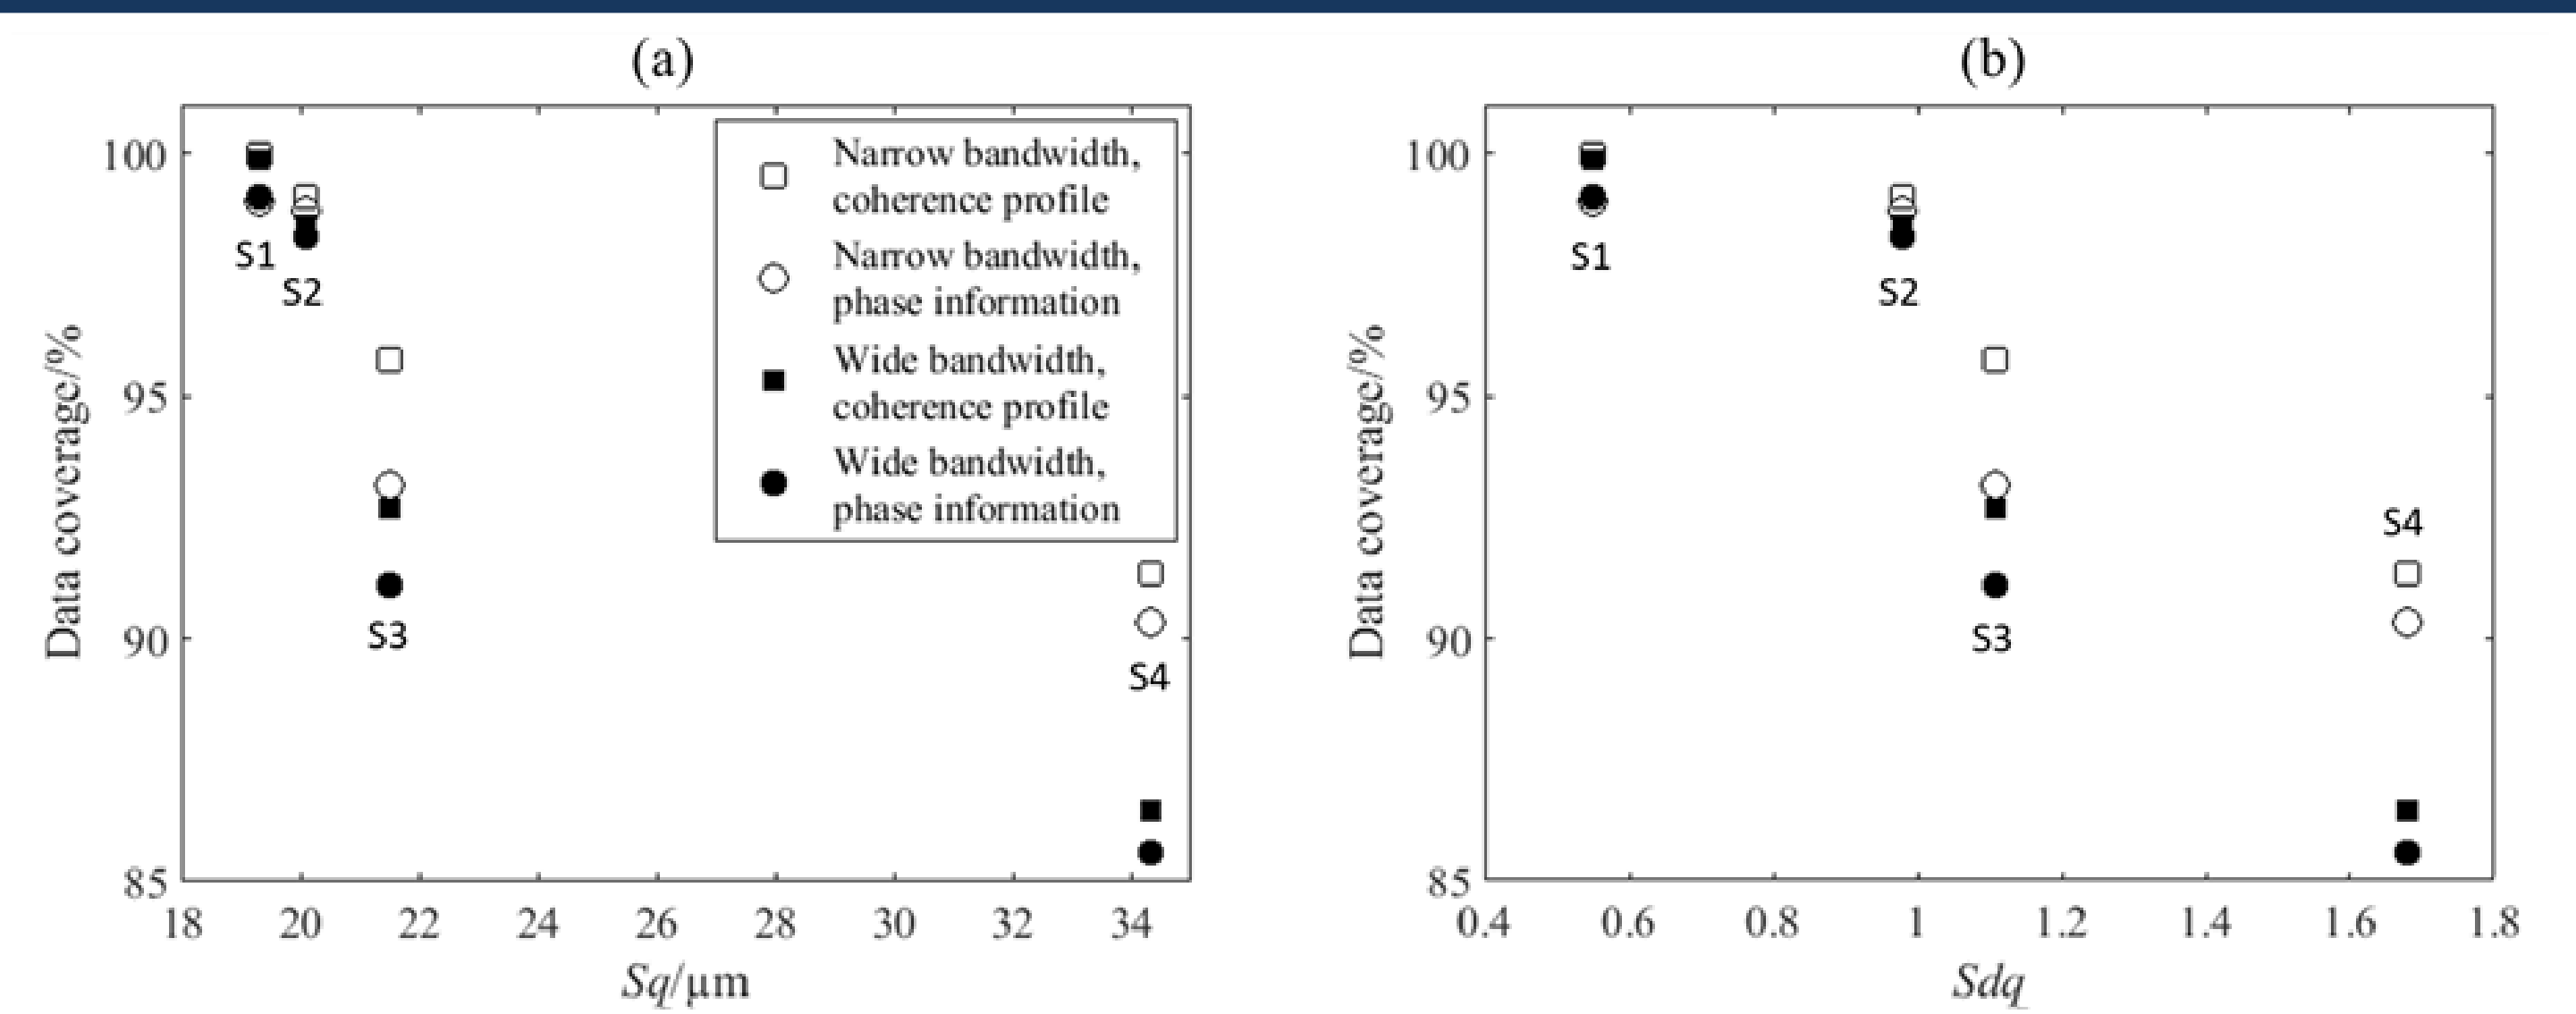 (a)
100
95
90
85
Data coverage/%
18 20 22 24 26 28 30 32 34
Sq/µm
Narrow bandwidth,
coherence profile
Narrow bandwidth,
phase information
Wide bandwidth,
coherence profile
Wide bandwidth,
phase information
S1
S2
S3
S4
(b)
100
95
90
85
Data coverage/%
0.4 0.6 0.8 1 1.2 1.4 1.6 1.8
Sdq
S1
S2
S3
S4